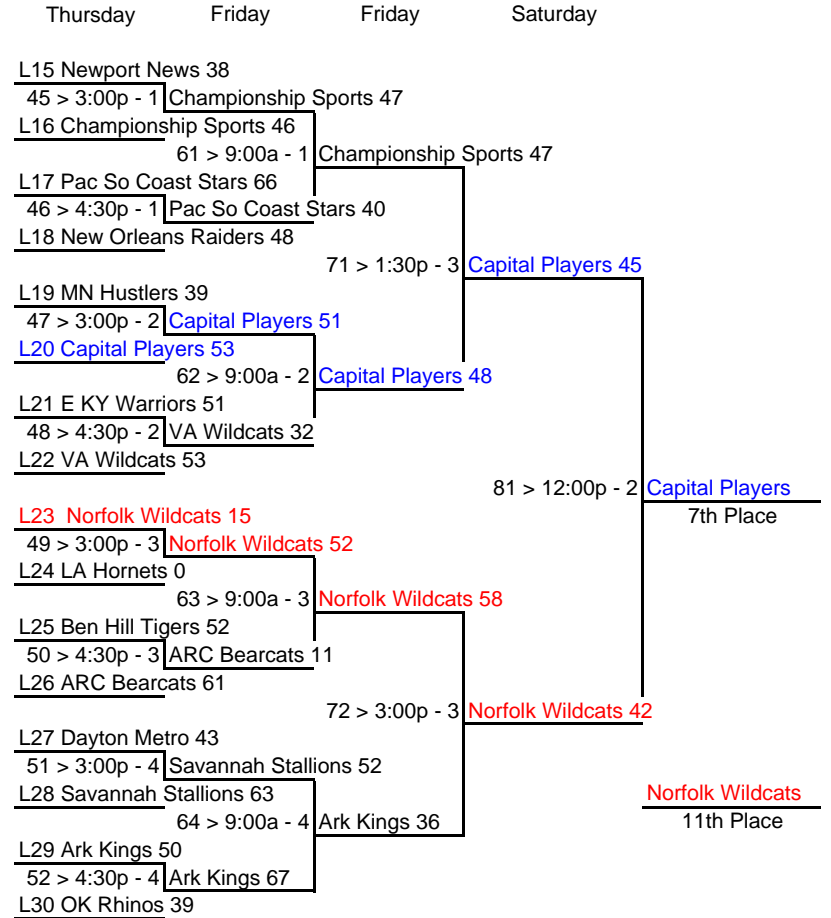 Thursday Friday Friday Saturday
L15 Newport News 38
45 > 3:00p - 1 Championship Sports 47
L16 Championship Sports 46
61 > 9:00a - 1 Championship Sports 47
L17 Pac So Coast Stars 66
46 > 4:30p - 1 Pac So Coast Stars 40
L18 New Orleans Raiders 48
71 > 1:30p - 3 Capital Players 45
L19 MN Hustlers 39
47 > 3:00p - 2 Capital Players 51
L20 Capital Players 53
62 > 9:00a - 2 Capital Players 48
L21 E KY Warriors 51
48 > 4:30p - 2 VA Wildcats 32
L22 VA Wildcats 53
81 > 12:00p - 2 Capital Players
L23 Norfolk Wildcats 15
7th Place
49 > 3:00p - 3 Norfolk Wildcats 52
L24 LA Hornets 0
63 > 9:00a - 3 Norfolk Wildcats 58
L25 Ben Hill Tigers 52
50 > 4:30p - 3 ARC Bearcats 11
L26 ARC Bearcats 61
72 > 3:00p - 3 Norfolk Wildcats 42
L27 Dayton Metro 43
51 > 3:00p - 4 Savannah Stallions 52
L28 Savannah Stallions 63
Norfolk Wildcats
64 > 9:00a - 4 Ark Kings 36
11th Place
L29 Ark Kings 50
52 > 4:30p - 4 Ark Kings 67
L30 OK Rhinos 39